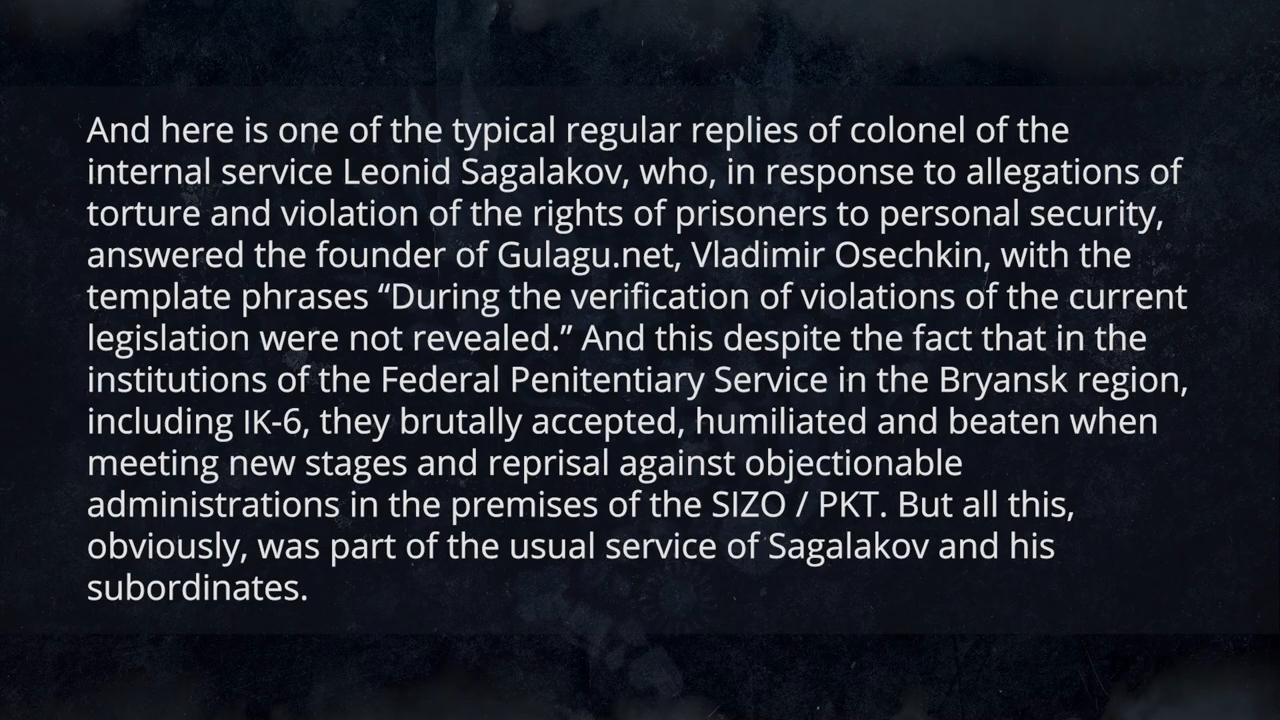 And here is one of the typical regular replies of colonel of the
internal service Leonid Sagalakov, who, in response to allegations of
torture and violation of the rights of prisoners to personal security,
answered the founder of Gulagu.net, Vladimir Osechkin, with the
template phrases “During the verification of violations of the current
legislation were not revealed.” And this despite the fact that in the
institutions of the Federal Penitentiary Service in the Bryansk region,
including IK-6, they brutally accepted, humiliated and beaten when
meeting new stages and reprisal against objectionable
administrations in the premises of the SIZO / PKT. But all this,
obviously, was part of the usual service of Sagalakov and his
subordinates.